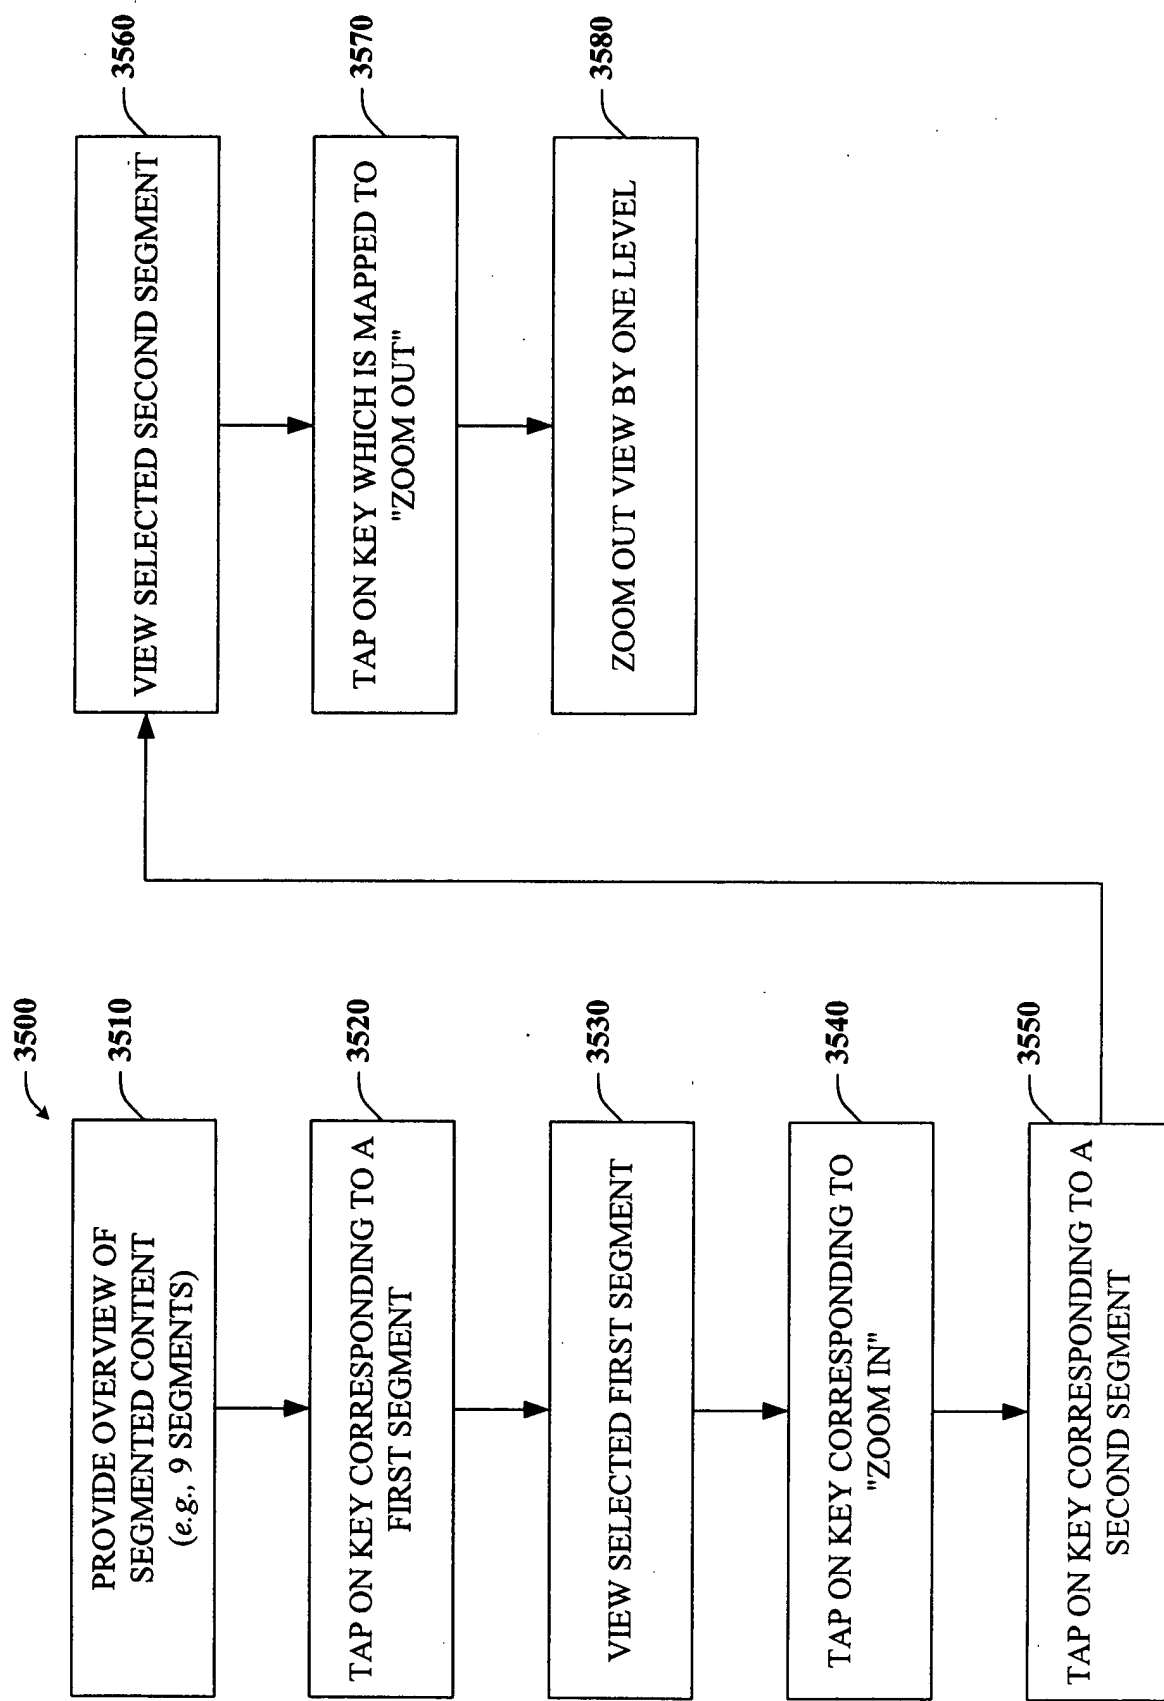 3500
3510
PROVIDE OVERVIEW OF
SEGMENTED CONTENT
(e.g., 9 SEGMENTS)
3520
TAP ON KEY CORRESPONDING TO A
FIRST SEGMENT
3530
VIEW SELECTED FIRST SEGMENT
3540
TAP ON KEY CORRESPONDING TO
"ZOOM IN"
3550
TAP ON KEY CORRESPONDING TO A
SECOND SEGMENT
3560
VIEW SELECTED SECOND SEGMENT
3570
TAP ON KEY WHICH IS MAPPED TO
"ZOOM OUT"
3580
ZOOM OUT VIEW BY ONE LEVEL